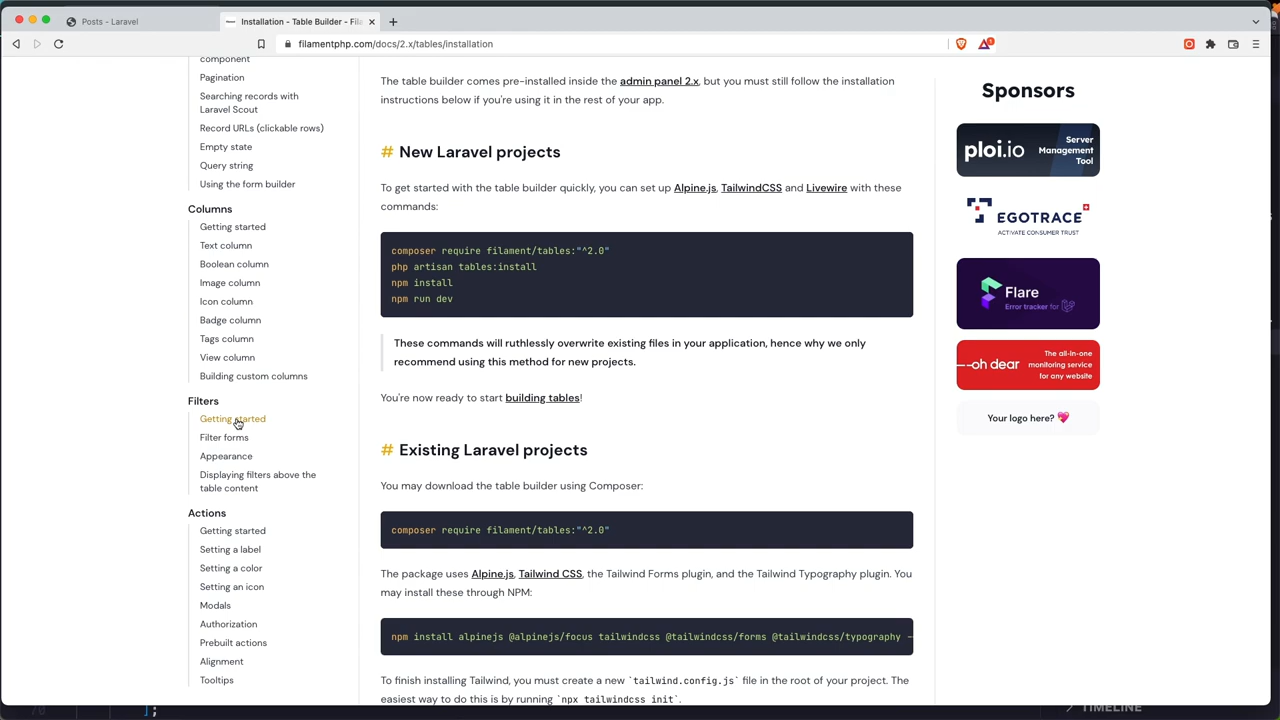 Posts - Laravel
Installation - Table Builder - Fila
filamentphp.com/docs/2.x/tables/installation
component
Pagination
Searching records with
Laravel Scout
Record URLs (clickable rows)
Empty state
Query string
Using the form builder
Columns
Getting started
Text column
Boolean column
Image column
Icon column
Badge column
Tags column
View column
Building custom columns
Filters
Getting started
Filter forms
Appearance
Displaying filters above the
table content
Actions
Getting started
Setting a label
Setting a color
Setting an icon
Modals
Authorization
Prebuilt actions
Alignment
Tooltips
The table builder comes pre-installed inside the admin panel 2.x, but you must still follow the installation
instructions below if you're using it in the rest of your app.
# New Laravel projects
To get started with the table builder quickly, you can set up Alpine.js, TailwindCSS and Livewire with these
commands:
composer require filament/tables:"^2.0"
php artisan tables:install
npm install
npm run dev
These commands will ruthlessly overwrite existing files in your application, hence why we only
recommend using this method for new projects.
You're now ready to start building tables!
# Existing Laravel projects
You may download the table builder using Composer:
composer require filament/tables:"^2.0"
The package uses Alpine.js, Tailwind CSS, the Tailwind Forms plugin, and the Tailwind Typography plugin. You
may install these through NPM:
npm install alpinejs @alpinejs/focus tailwindcss @tailwindcss/forms @tailwindcss/typography -
To finish installing Tailwind, you must create a new `tailwind.config.js` file in the root of your project. The
easiest way to do this is by running `npx tailwindcss init`.
Sponsors
ploi.io
Server
Management
Tool
EGOTRACE
ACTIVATE CONSUMER TRUST
Flare
Error tracker for
oh dear
The all-in-one
monitoring service
for any website
Your logo here? 💖
];
TIMELINE